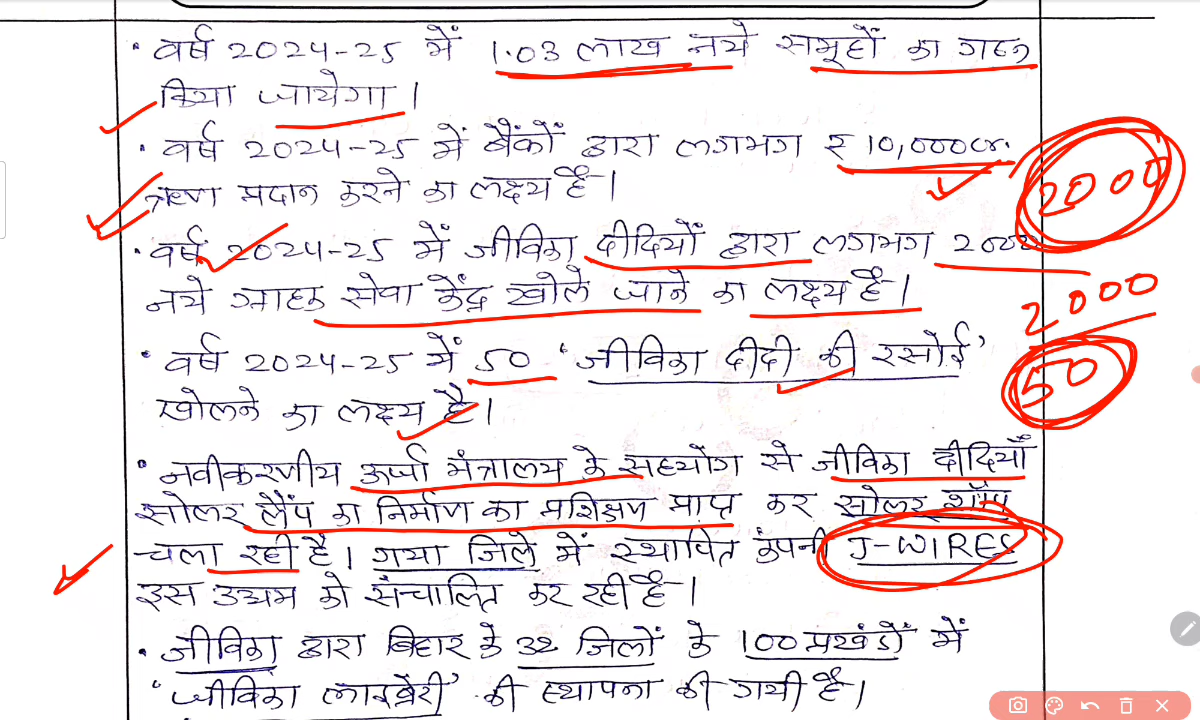 • वर्ष 2024-25 में 1.03 लाख नये समूहों का गठन
किया जायेगा।
• वर्ष 2024-25 में बैंकों द्वारा लगभग ₹ 10,000cr.
ऋण प्रदान करने का लक्ष्य है। 2000
• वर्ष 2024-25 में जीविका दीदियों द्वारा लगभग 2000
नये ग्राहक सेवा केंद्र खोले जाने का लक्ष्य है। 2000
• वर्ष 2024-25 में 50 'जीविका दीदी की रसोई' 50
खोलने का लक्ष्य है।
• नवीकरणीय ऊर्जा मंत्रालय के सहयोग से जीविका दीदियाँ
सोलर लैंप का निर्माण का प्रशिक्षण प्राप्त कर सोलर शॉप
चला रही है। गया जिले में स्थापित कंपनी J-WIRES
इस उद्यम को संचालित कर रही है।
• जीविका द्वारा बिहार के 32 जिलों के 100 प्रखंडों में
'जीविका लाइब्रेरी' की स्थापना की गयी है।